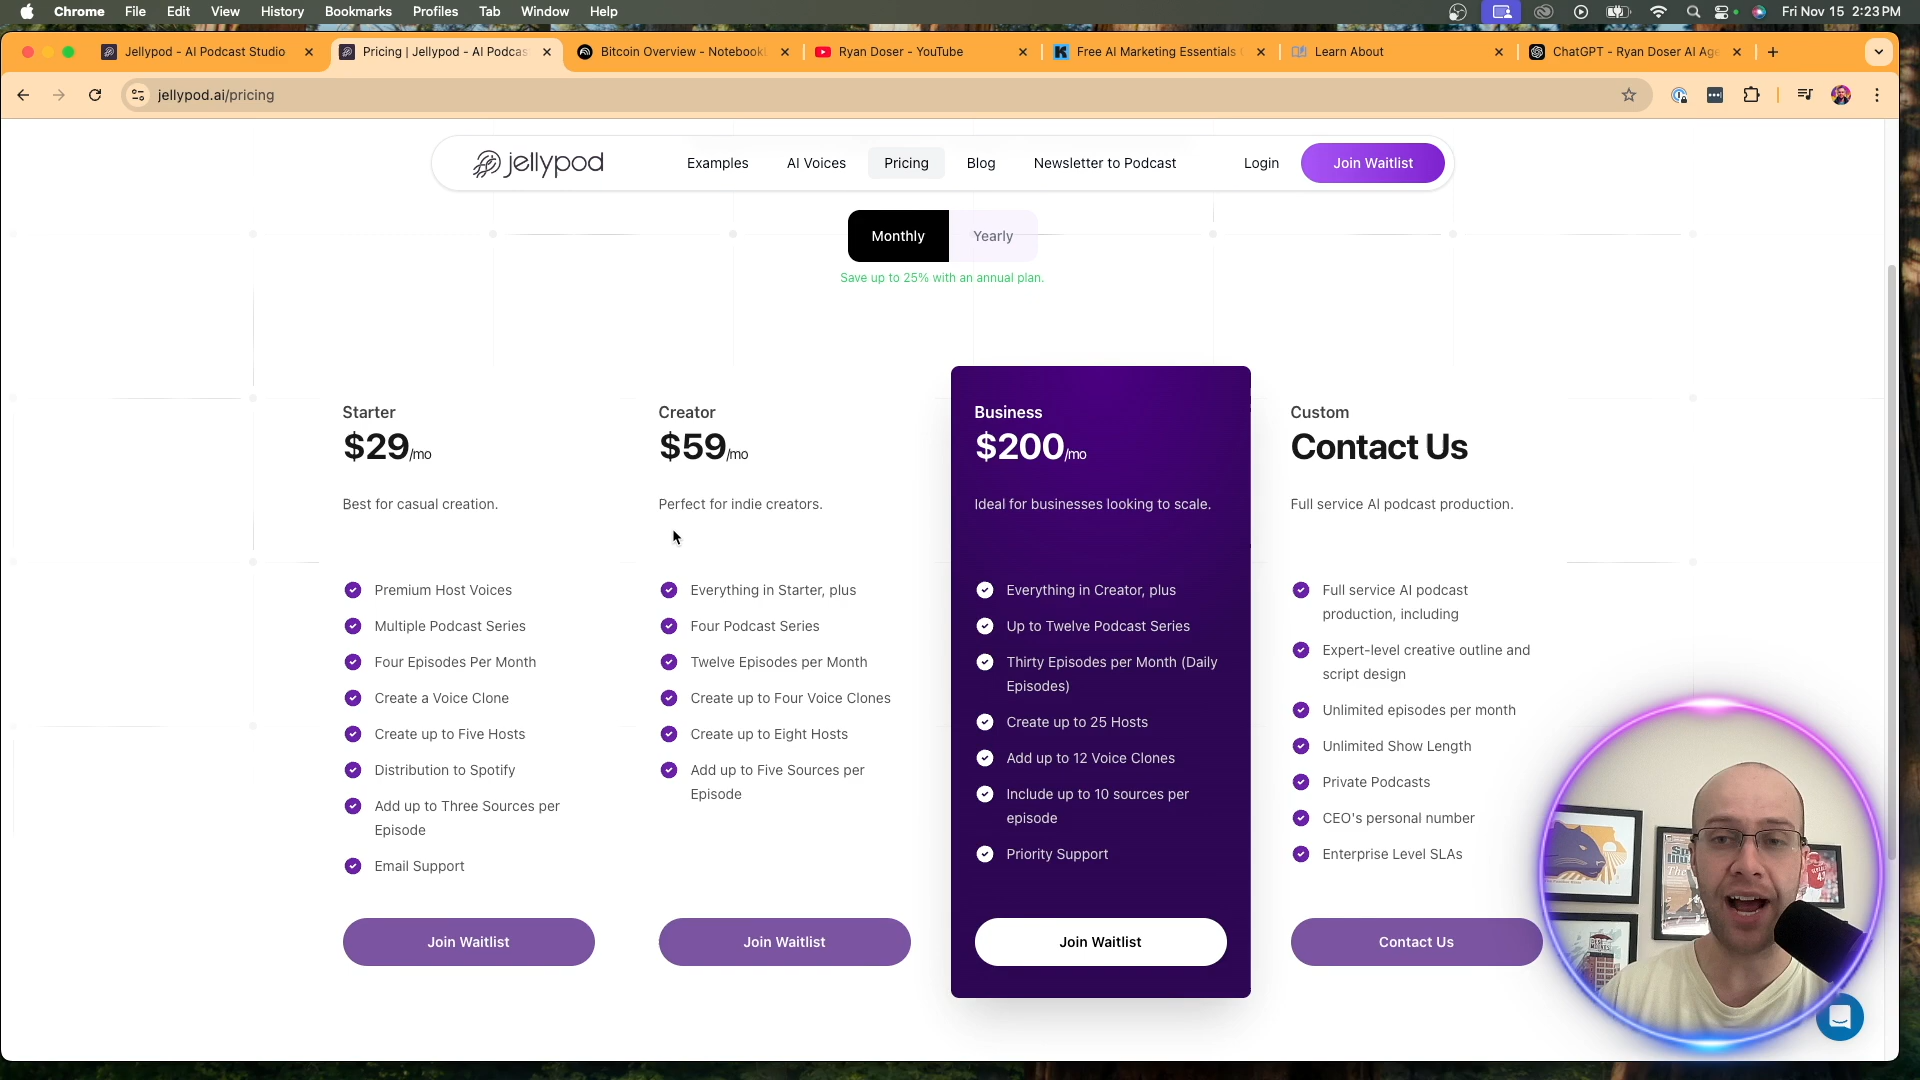 Chrome File Edit View History Bookmarks Profiles Tab Window Help Fri Nov 15 2:23 PM
Jellypod - AI Podcast Studio Pricing | Jellypod - AI Podcas Bitcoin Overview - Notebook Ryan Doser - YouTube Free AI Marketing Essentials Learn About ChatGPT - Ryan Doser AI Age
jellypod.ai/pricing
jellypod Examples AI Voices Pricing Blog Newsletter to Podcast Login Join Waitlist
Monthly Yearly
Save up to 25% with an annual plan.
Starter
$29/mo
Best for casual creation.
Premium Host Voices
Multiple Podcast Series
Four Episodes Per Month
Create a Voice Clone
Create up to Five Hosts
Distribution to Spotify
Add up to Three Sources per
Episode
Email Support
Join Waitlist
Creator
$59/mo
Perfect for indie creators.
Everything in Starter, plus
Four Podcast Series
Twelve Episodes per Month
Create up to Four Voice Clones
Create up to Eight Hosts
Add up to Five Sources per
Episode
Join Waitlist
Business
$200/mo
Ideal for businesses looking to scale.
Everything in Creator, plus
Up to Twelve Podcast Series
Thirty Episodes per Month (Daily
Episodes)
Create up to 25 Hosts
Add up to 12 Voice Clones
Include up to 10 sources per
episode
Priority Support
Join Waitlist
Custom
Contact Us
Full service AI podcast production.
Full service AI podcast
production, including
Expert-level creative outline and
script design
Unlimited episodes per month
Unlimited Show Length
Private Podcasts
CEO's personal number
Enterprise Level SLAs
Contact Us